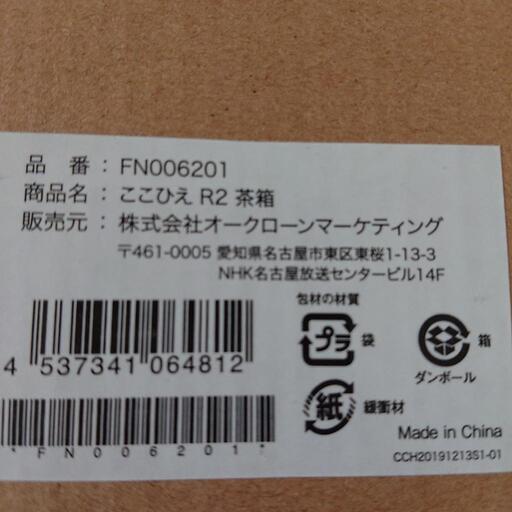 品 番 : FN006201
商品名 : ここひえ R2 茶箱
販売元 : 株式会社オークローンマーケティング
〒461-0005 愛知県名古屋市東区東桜1-13-3
NHK名古屋放送センタービル14F
包材の材質
プラ 袋
箱
ダンボール
紙 緩衝材
4 537341 064812
*FN006201*
Made in China
CCH20191213S1-01